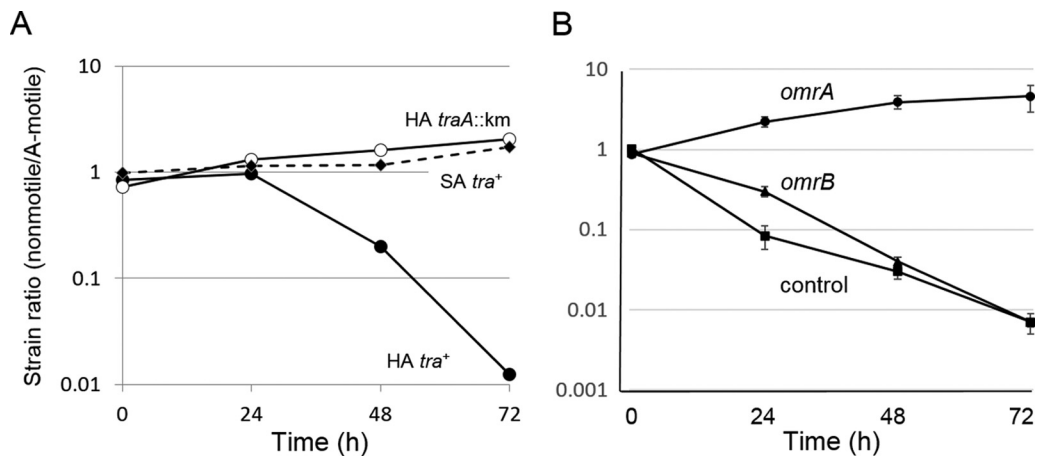 A
Strain ratio (nonmotile/A-motile)
10
1
0.1
0.01
HA traA::km
SA tra+
HA tra+
0
24
48
72
Time (h)
B
10
1
0.1
0.01
0.001
omrA
omrB
control
0
24
48
72
Time (h)